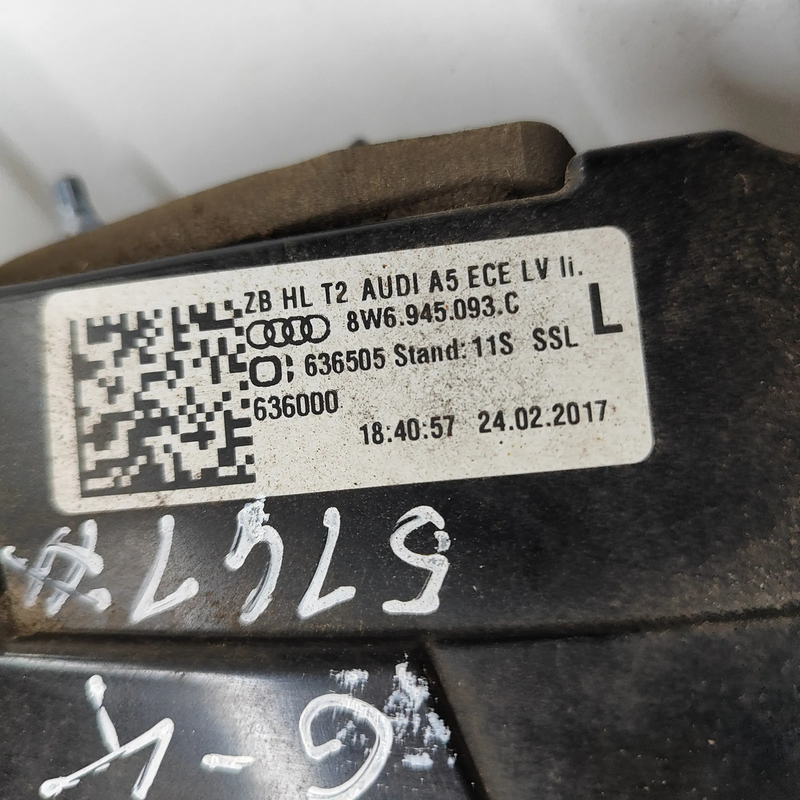 ZB HL T2 AUDI A5 ECE LV li.
8W6.945.093.C L
636505 Stand: 11S SSL
636000
18:40:57 24.02.2017